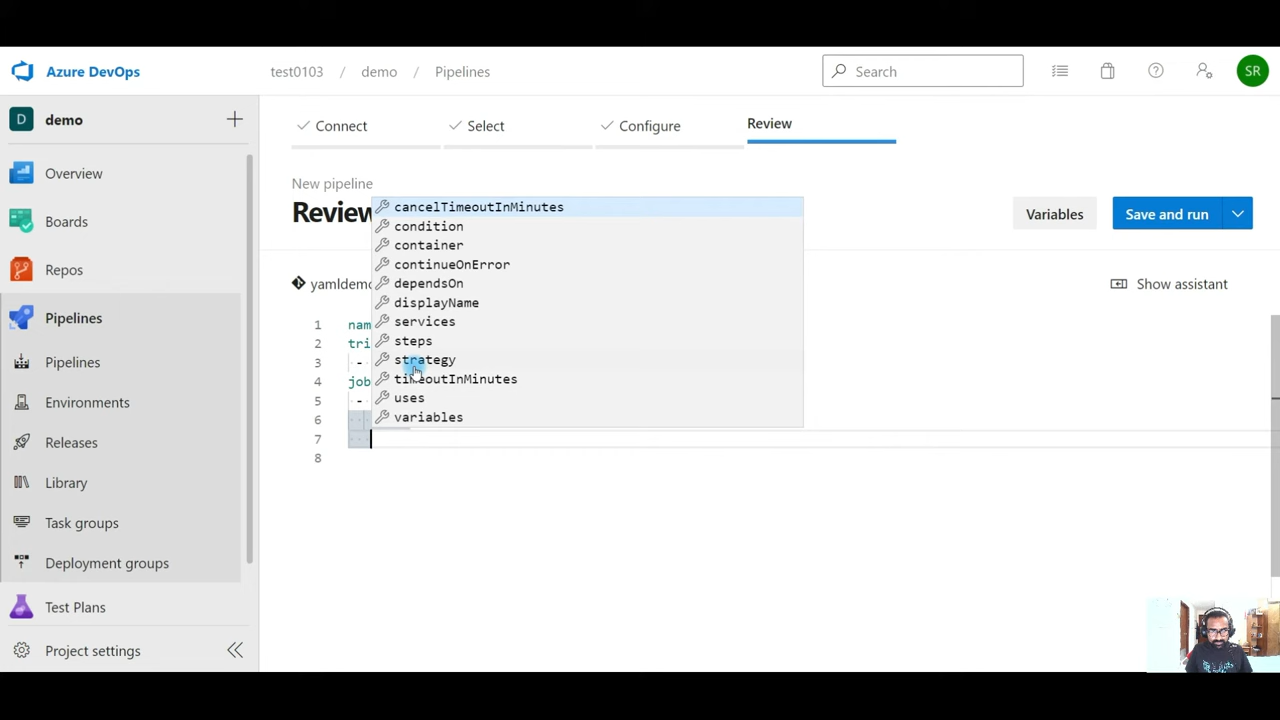 Azure DevOps
test0103 / demo / Pipelines
Search
SR
D demo
Overview
Boards
Repos
Pipelines
Pipelines
Environments
Releases
Library
Task groups
Deployment groups
Test Plans
Project settings
Connect
Select
Configure
Review
New pipeline
Review
Variables
Save and run
Show assistant
cancelTimeoutInMinutes
condition
container
continueOnError
dependsOn
displayName
services
steps
strategy
timeoutInMinutes
uses
variables
1 nam
2 tri
3 -
4 job
5 -
6
7
8